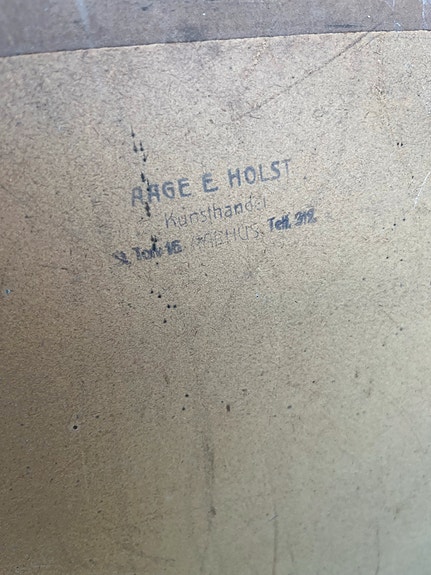 AAGE E HOLST
Kunsthandel
St. Torv 16. AARHUS. Telf. 312.